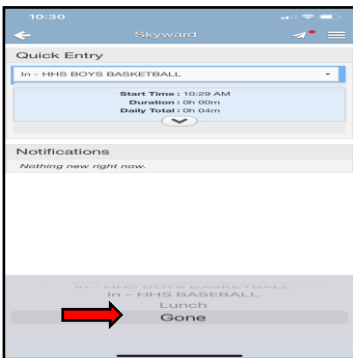 10:30
Skyward
Quick Entry
In - HHS BOYS BASKETBALL
Start Time : 10:29 AM
Duration : 0h 00m
Daily Total : 0h 04m
Notifications
Nothing new right now.
In - HHS BOYS BASKETBALL
In - HHS BASEBALL
Lunch
Gone